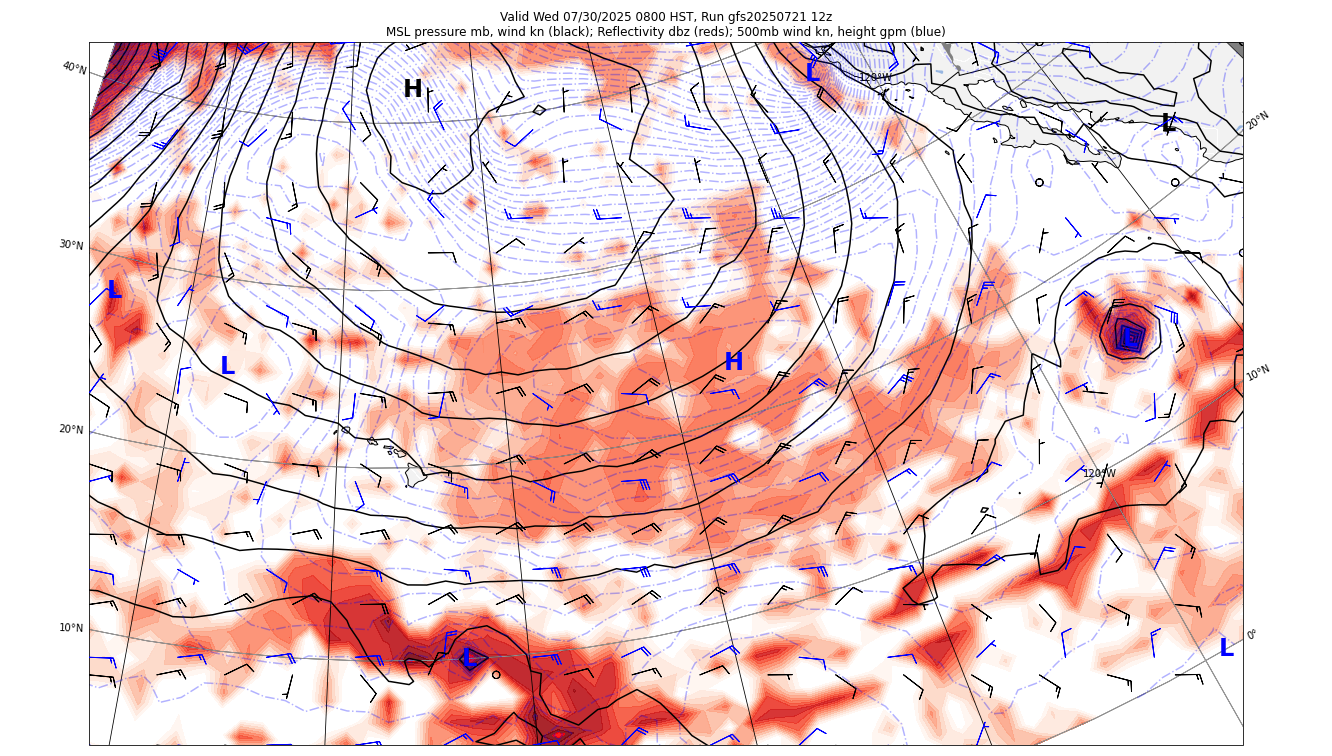 Valid Wed 07/30/2025 0800 HST, Run gfs20250721 12z
MSL pressure mb, wind kn (black); Reflectivity dbz (reds); 500mb wind kn, height gpm (blue)
40°N
H
L
120°W
L
20°N
30°N
L
L
H
10°N
20°N
120°W
10°N
L
0°
L